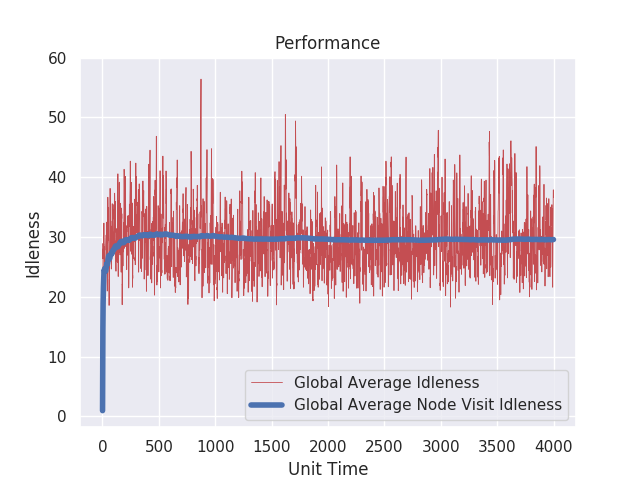 Performance
60
50
40
30
20
10
0
Idleness
Global Average Idleness
Global Average Node Visit Idleness
0 500 1000 1500 2000 2500 3000 3500 4000
Unit Time